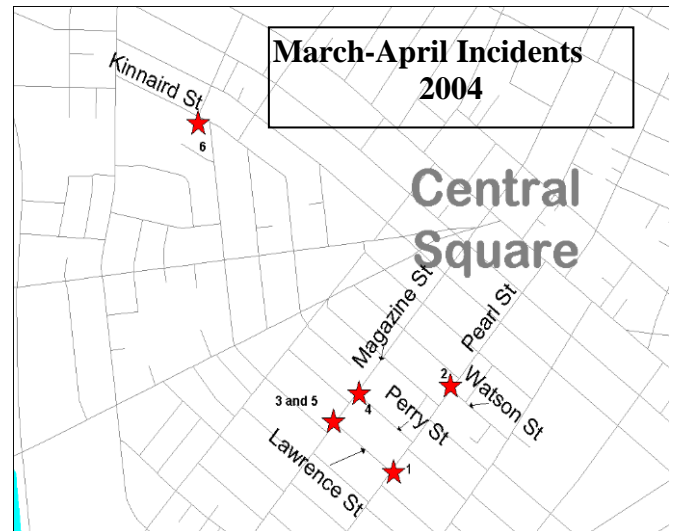 March-April Incidents
2004
Kinnaird St
6
Central
Square
Magazine St
Pearl St
2
Watson St
3 and 5
4
Perry St
Lawrence St
1